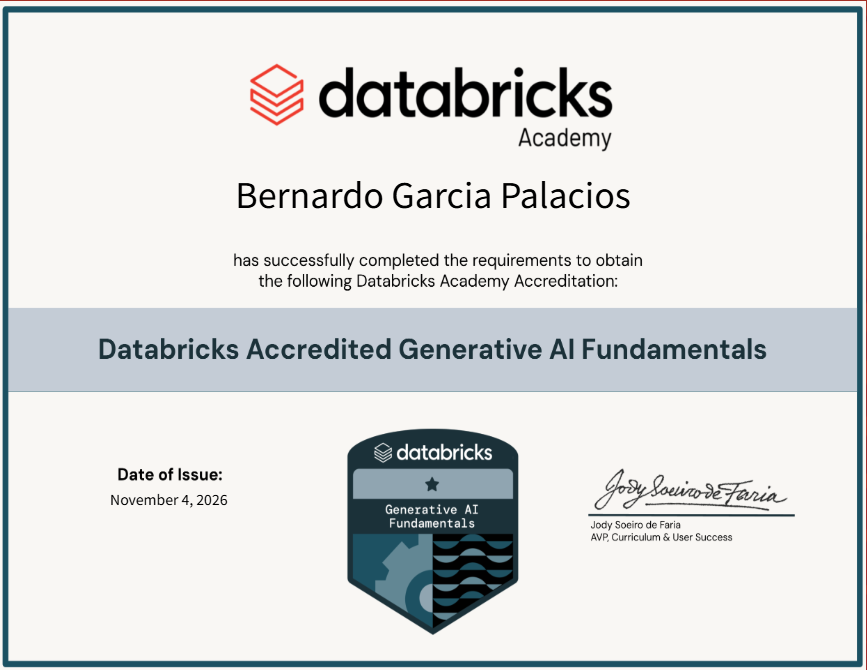 databricks
Academy
Bernardo Garcia Palacios
has successfully completed the requirements to obtain
the following Databricks Academy Accreditation:
Databricks Accredited Generative AI Fundamentals
Date of Issue:
November 4, 2026
databricks
Generative AI
Fundamentals
Jody Soeiro de Faria
Jody Soeiro de Faria
AVP, Curriculum & User Success